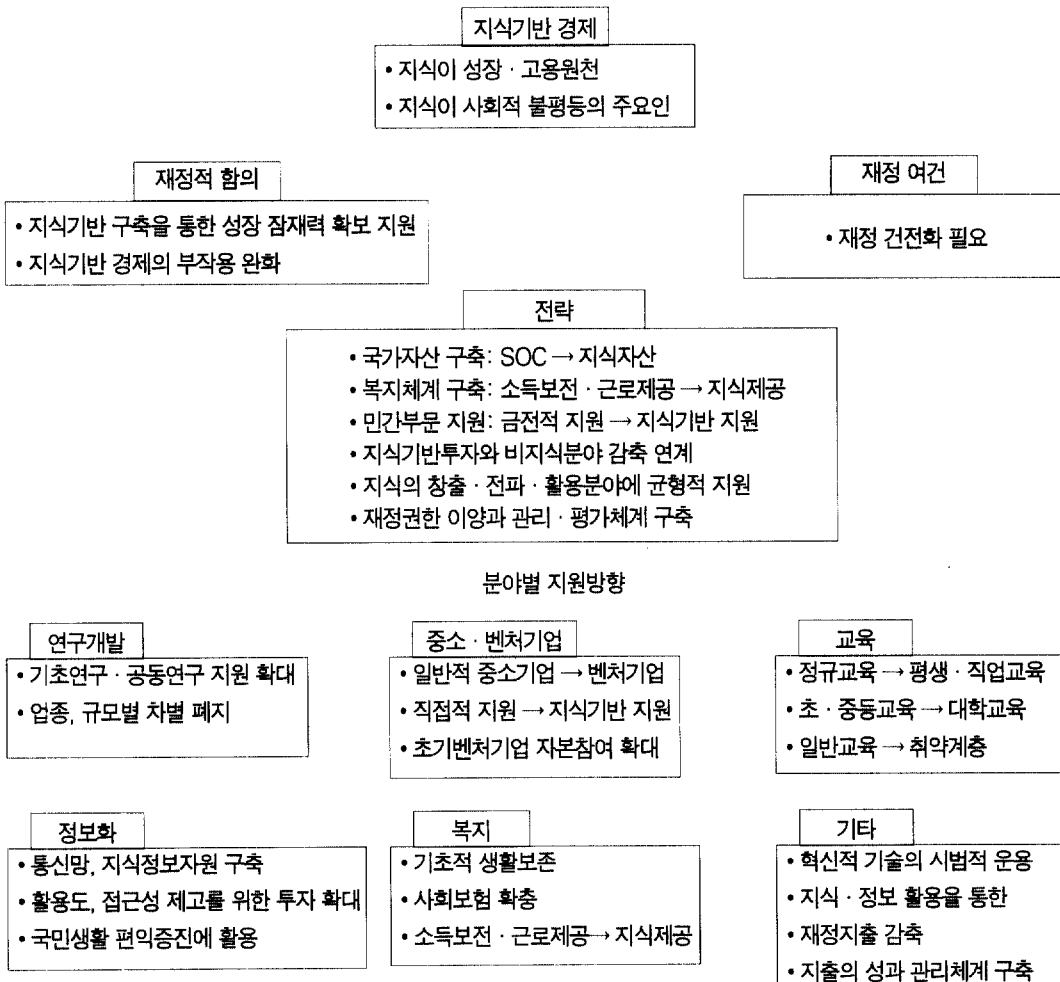 지식기반 경제
• 지식이 성장 · 고용원천
• 지식이 사회적 불평등의 주요인
재정적 함의
• 지식기반 구축을 통한 성장 잠재력 확보 지원
• 지식기반 경제의 부작용 완화
재정 여건
• 재정 건전화 필요
전략
• 국가자산 구축: SOC → 지식자산
• 복지체계 구축: 소득보전 · 근로제공 → 지식제공
• 민간부문 지원: 금전적 지원 → 지식기반 지원
• 지식기반투자와 비지식분야 감축 연계
• 지식의 창출 · 전파 · 활용분야에 균형적 지원
• 재정권한 이양과 관리 · 평가체계 구축
분야별 지원방향
연구개발
• 기초연구 · 공동연구 지원 확대
• 업종, 규모별 차별 폐지
중소 · 벤처기업
• 일반적 중소기업 → 벤처기업
• 직접적 지원 → 지식기반 지원
• 초기벤처기업 자본참여 확대
교육
• 정규교육 → 평생 · 직업교육
• 초 · 중등교육 → 대학교육
• 일반교육 → 취약계층
정보화
• 통신망, 지식정보자원 구축
• 활용도, 접근성 제고를 위한 투자 확대
• 국민생활 편익증진에 활용
복지
• 기초적 생활보존
• 사회보험 확충
• 소득보전 · 근로제공 → 지식제공
기타
• 혁신적 기술의 시범적 운용
• 지식 · 정보 활용을 통한
• 재정지출 감축
• 지출의 성과 관리체계 구축